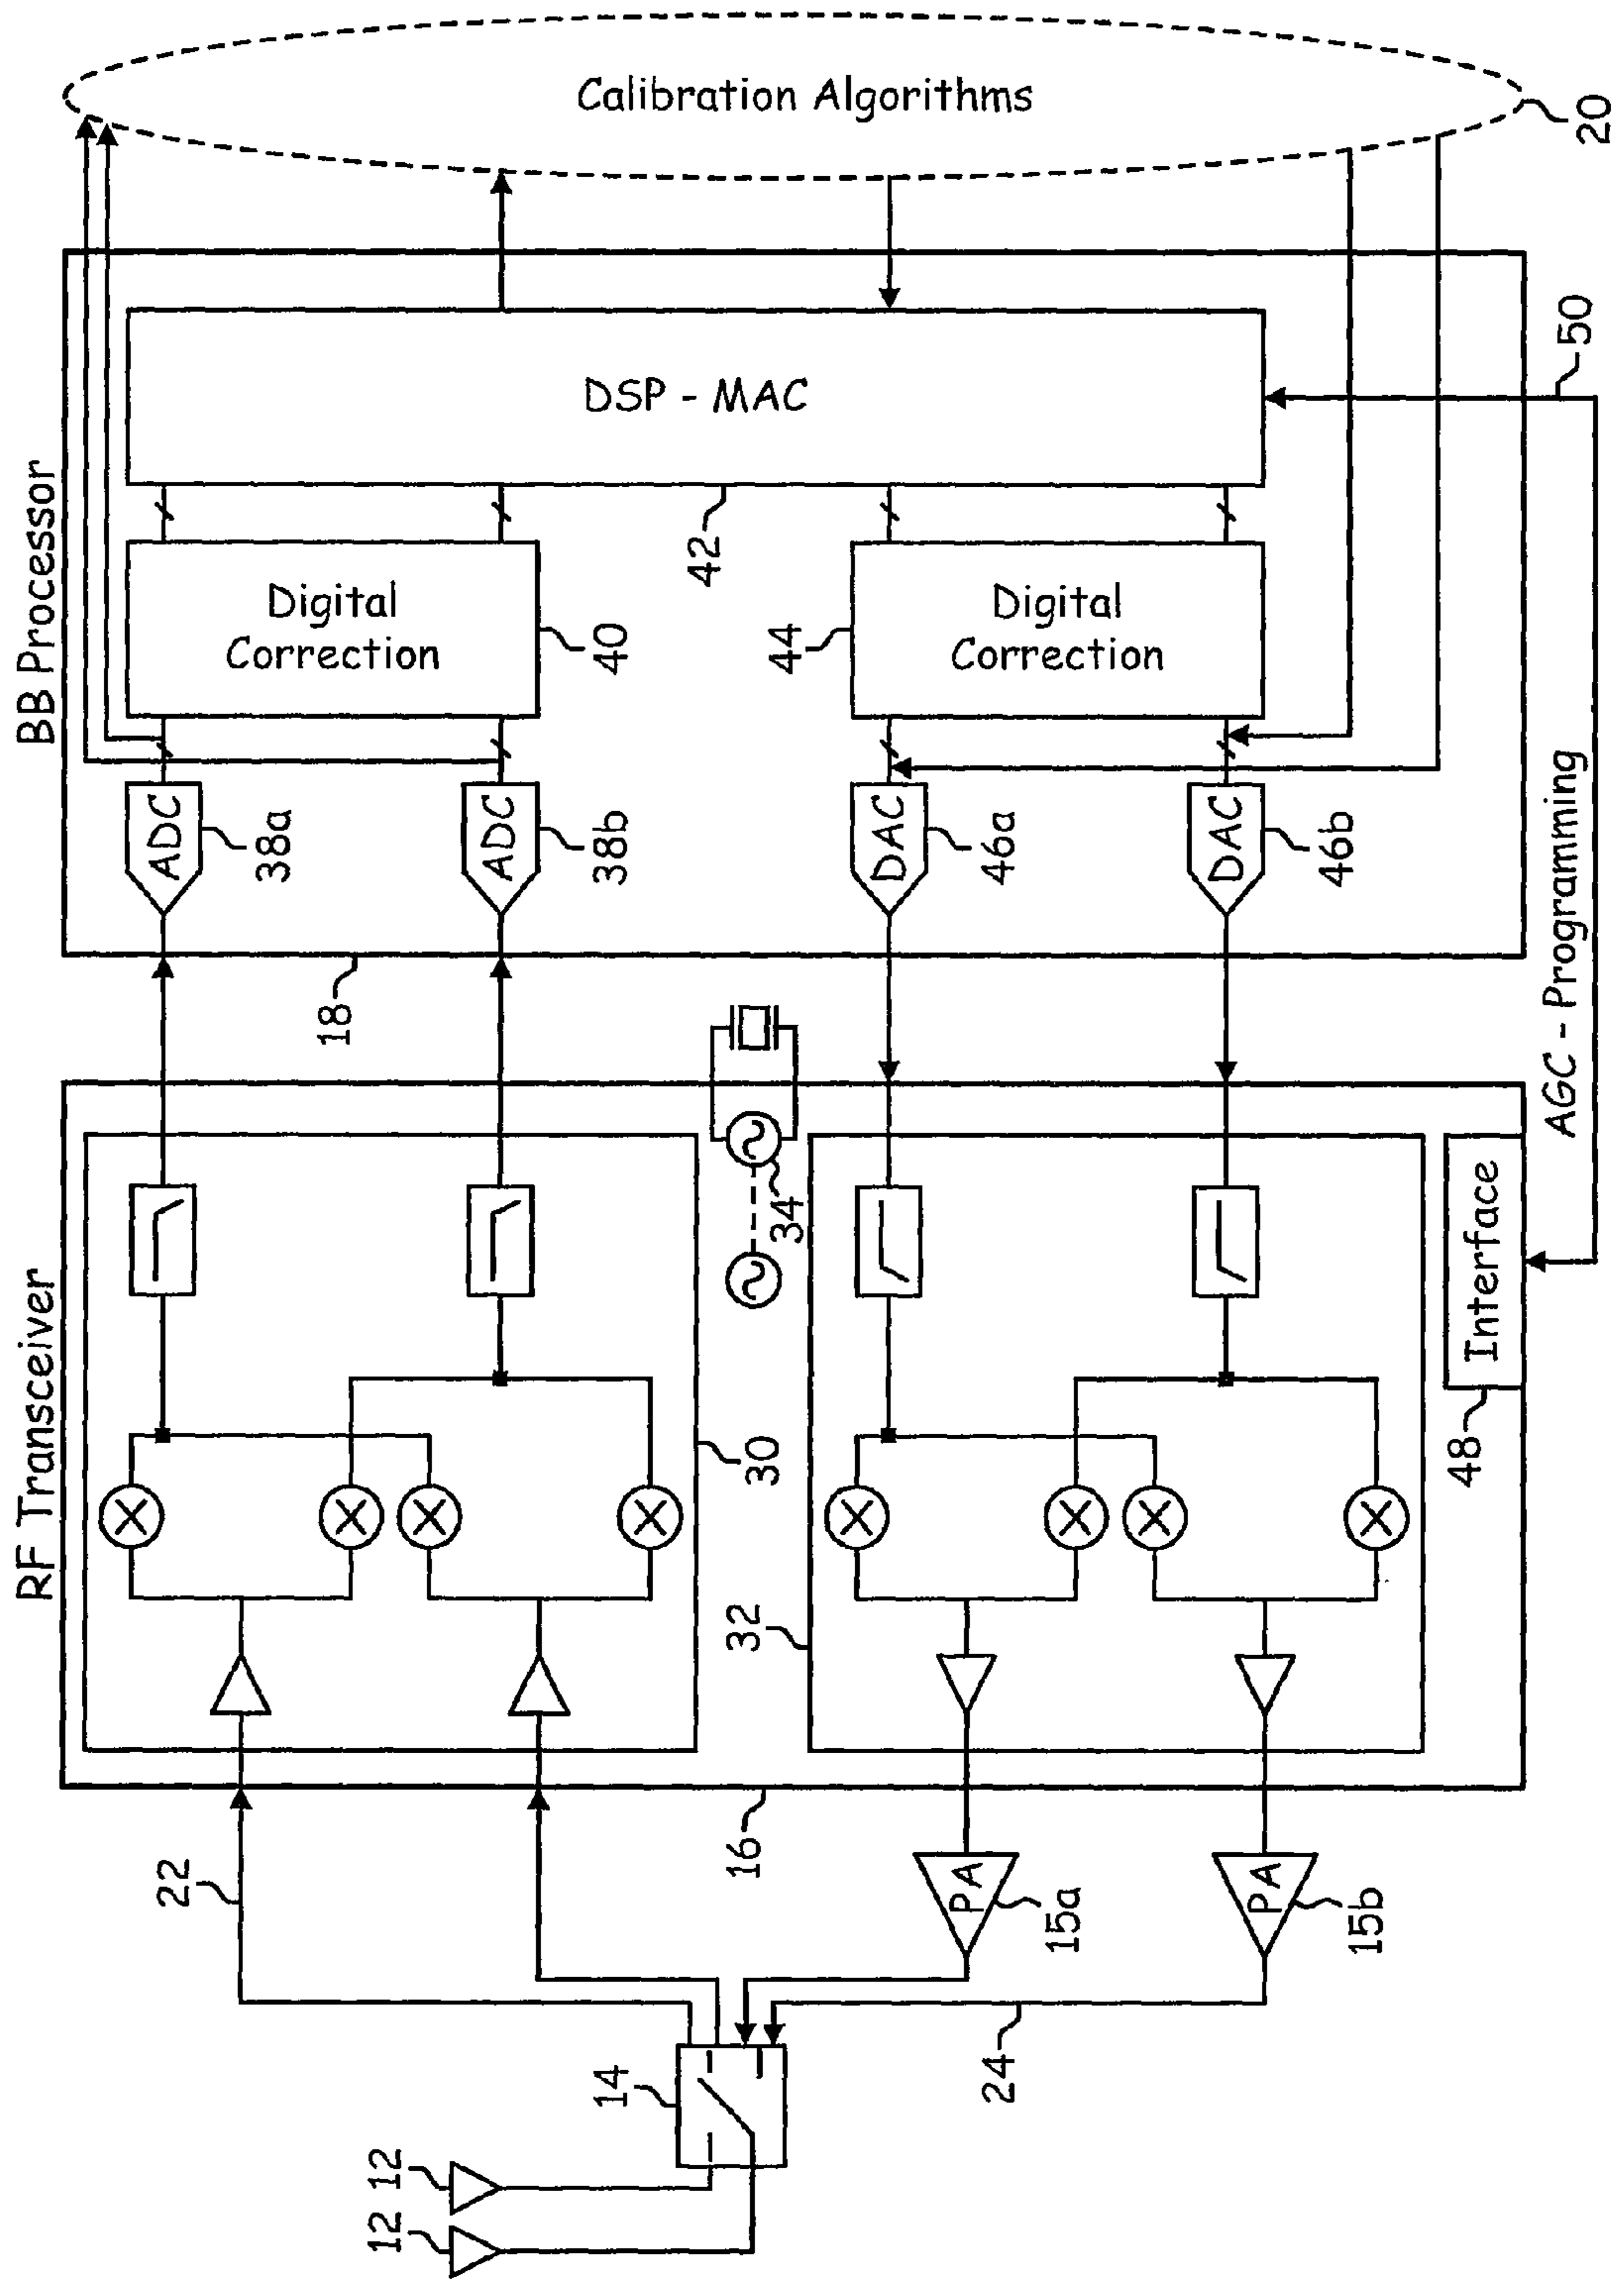 Calibration Algorithms
20
BB Processor
DSP - MAC
50
42
Digital
Correction
40
44
Digital
Correction
ADC
38a
ADC
38b
DAC
46a
DAC
46b
AGC - Programming
18
RF Transceiver
34
30
32
Interface
48
16
22
PA
15a
PA
15b
24
14
12
12